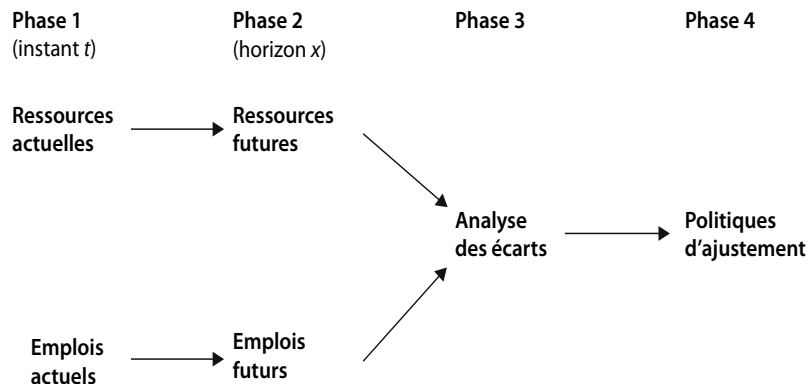 Phase 1
(instant t)
Phase 2
(horizon x)
Phase 3
Phase 4
Ressources
actuelles
Ressources
futures
Analyse
des écarts
Politiques
d'ajustement
Emplois
actuels
Emplois
futurs